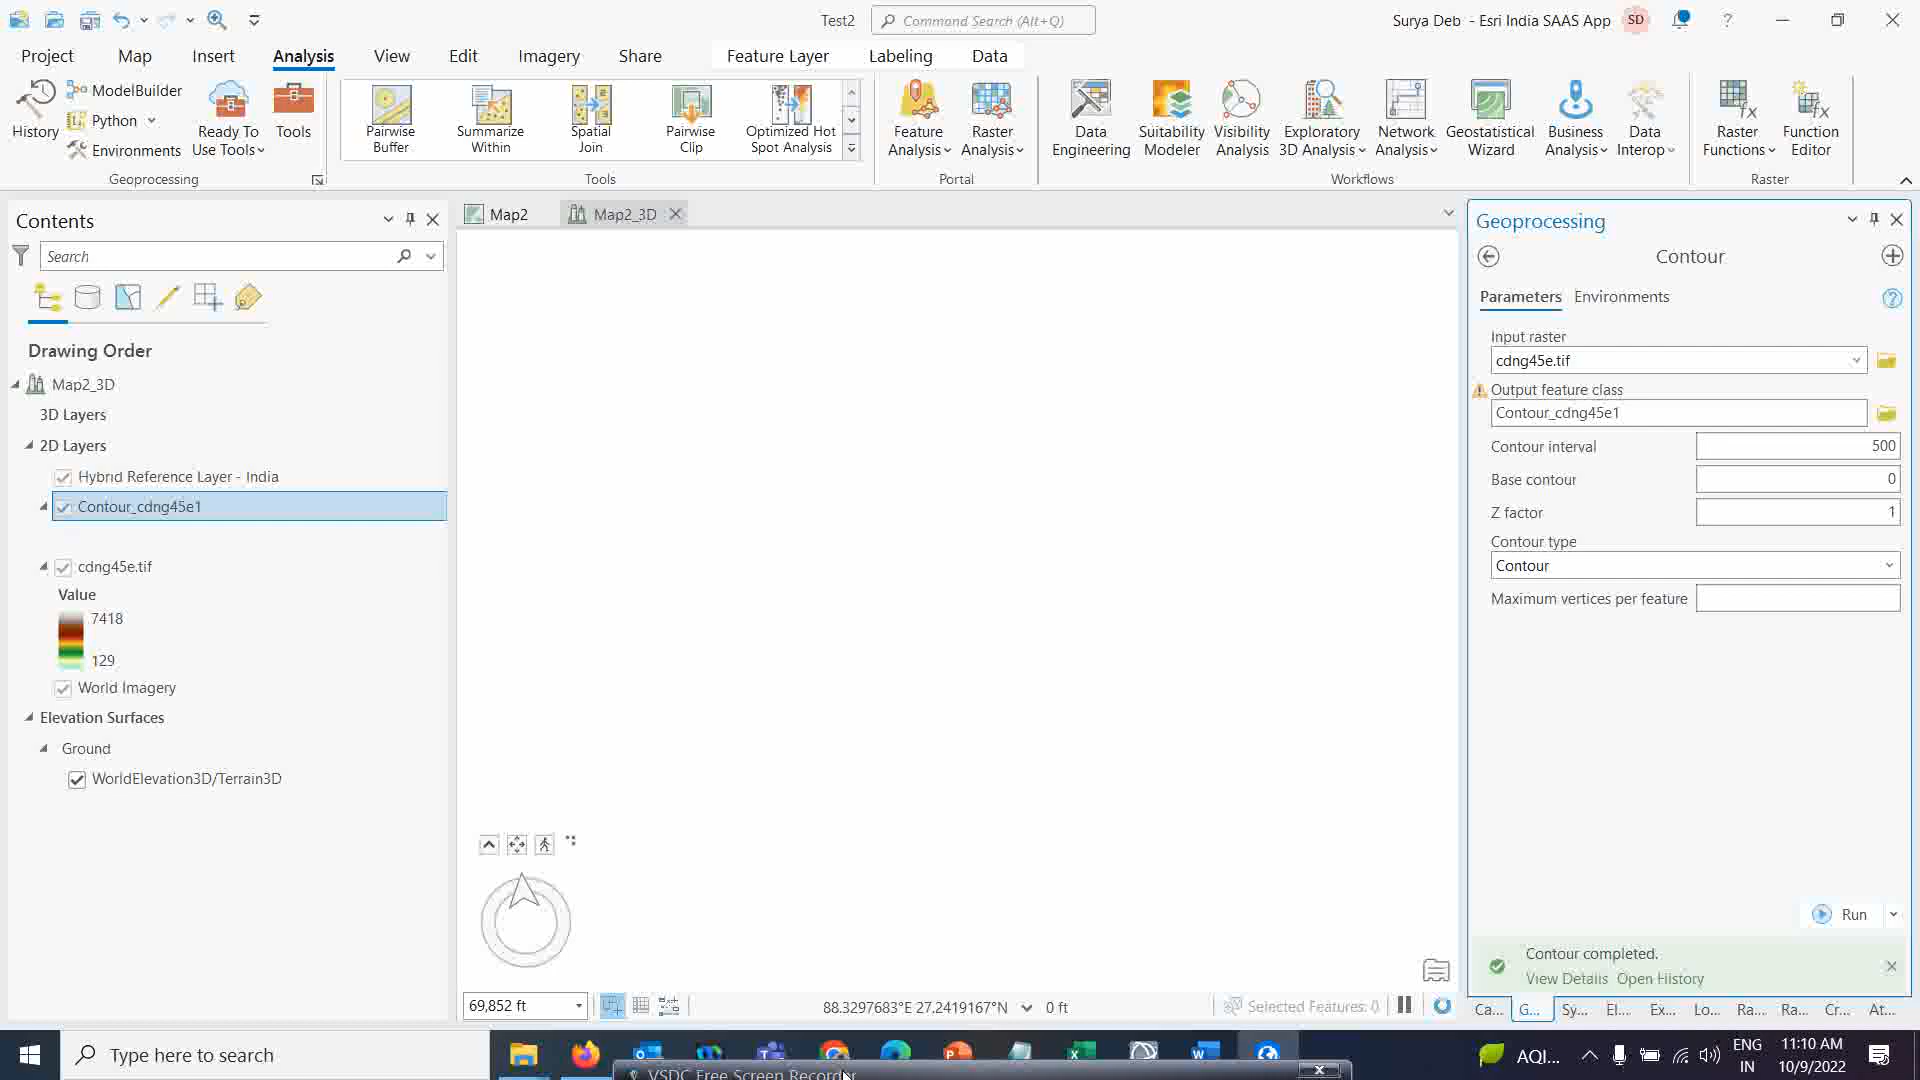 Test2
Command Search (Alt+Q)
Surya Deb - Esri India SAAS App
SD
?
Project
Map
Insert
Analysis
View
Edit
Imagery
Share
Feature Layer
Labeling
Data
History
ModelBuilder
Python
Environments
Ready To
Use Tools
Tools
Geoprocessing
Pairwise
Buffer
Summarize
Within
Spatial
Join
Pairwise
Clip
Optimized Hot
Spot Analysis
Tools
Feature
Analysis
Raster
Analysis
Portal
Data
Engineering
Suitability
Modeler
Visibility
Analysis
Exploratory
3D Analysis
Network
Analysis
Geostatistical
Wizard
Business
Analysis
Data
Interop
Workflows
Raster
Functions
Function
Editor
Raster
Contents
Search
Drawing Order
Map2_3D
3D Layers
2D Layers
Hybrid Reference Layer - India
Contour_cdng45e1
cdng45e.tif
Value
7418
129
World Imagery
Elevation Surfaces
Ground
WorldElevation3D/Terrain3D
Map2
Map2_3D
69,852 ft
88.3297683°E 27.2419167°N
0 ft
Selected Features: 0
Geoprocessing
Contour
Parameters
Environments
?
Input raster
cdng45e.tif
Output feature class
Contour_cdng45e1
Contour interval
500
Base contour
0
Z factor
1
Contour type
Contour
Maximum vertices per feature
Run
Contour completed.
View Details Open History
Ca...
G...
Sy...
El...
Ex...
Lo...
Ra...
Ra...
Cr...
At...
Type here to search
VSDC Free Screen Recorder
AQI...
ENG
IN
11:10 AM
10/9/2022